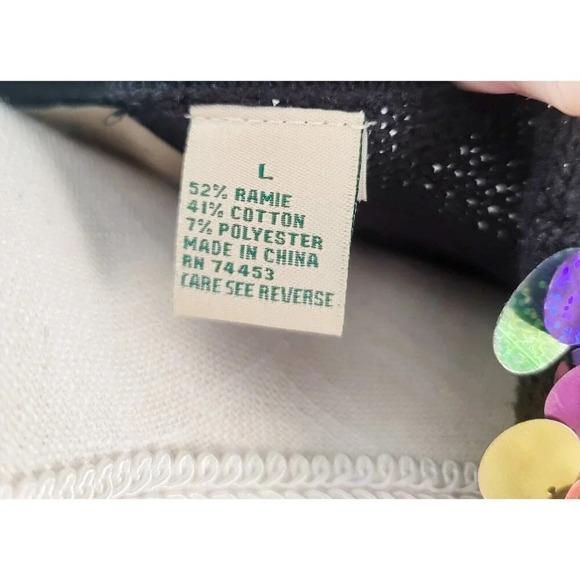 L
52% RAMIE
41% COTTON
7% POLYESTER
MADE IN CHINA
RN 74453
CARE SEE REVERSE